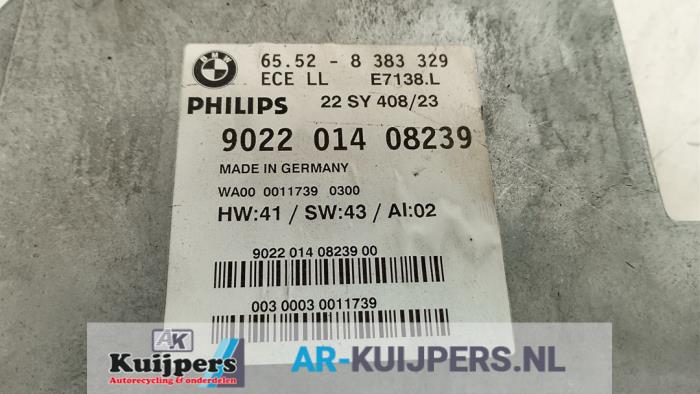 BMW
65.52 - 8 383 329
ECE LL E7138.L
PHILIPS 22 SY 408/23
9022 014 08239
MADE IN GERMANY
WA00 0011739 0300
HW:41 / SW:43 / AI:02
9022 014 08239 00
003 0003 0011739
AK
Kuijpers
Autorecycling & onderdelen
AR-KUIJPERS.NL